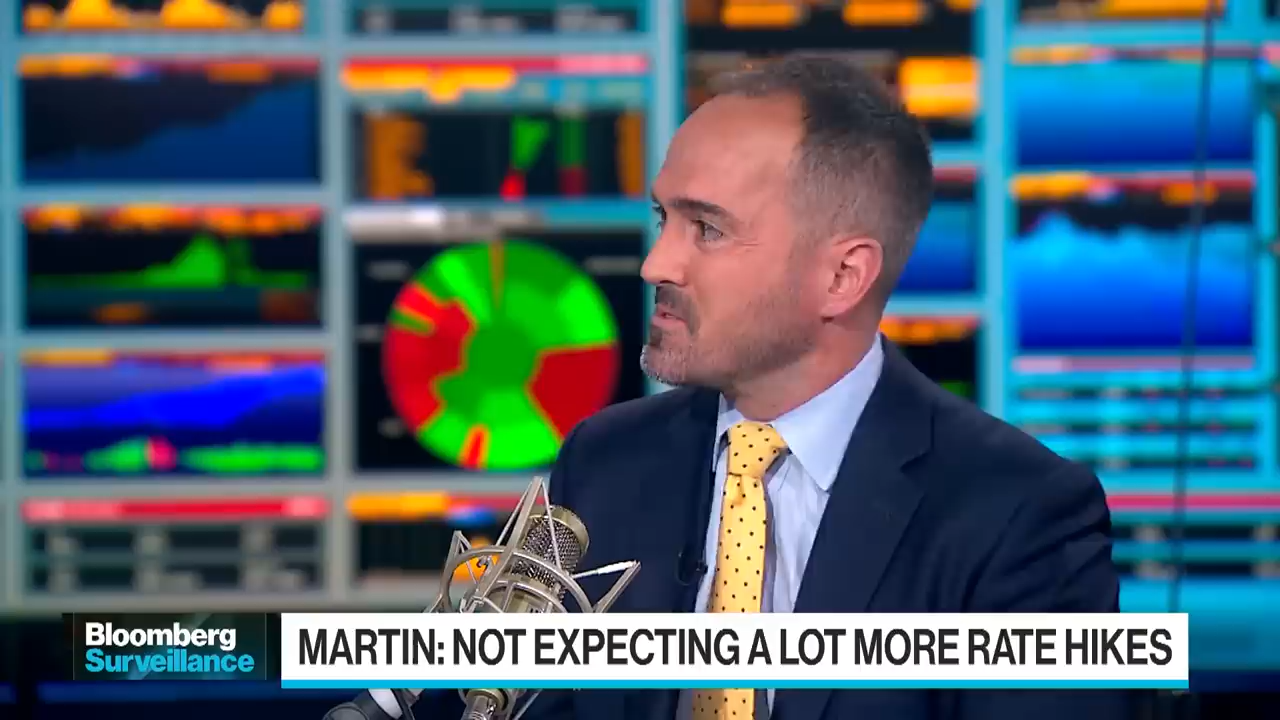 Bloomberg
Surveillance
MARTIN: NOT EXPECTING A LOT MORE RATE HIKES